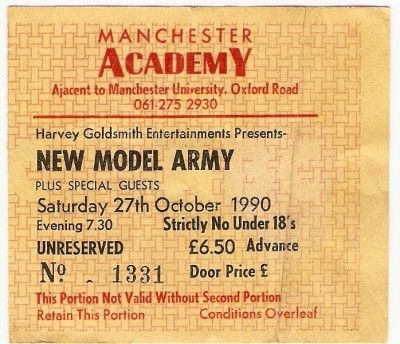 MANCHESTER
ACADEMY
Ajacent to Manchester University. Oxford Road
061-275 2930
Harvey Goldsmith Entertainments Presents-
NEW MODEL ARMY
PLUS SPECIAL GUESTS
Saturday 27th October 1990
Evening 7.30 Strictly No Under 18's
UNRESERVED £6.50 Advance
No. 1331 Door Price £
This Portion Not Valid Without Second Portion
Retain This Portion Conditions Overleaf